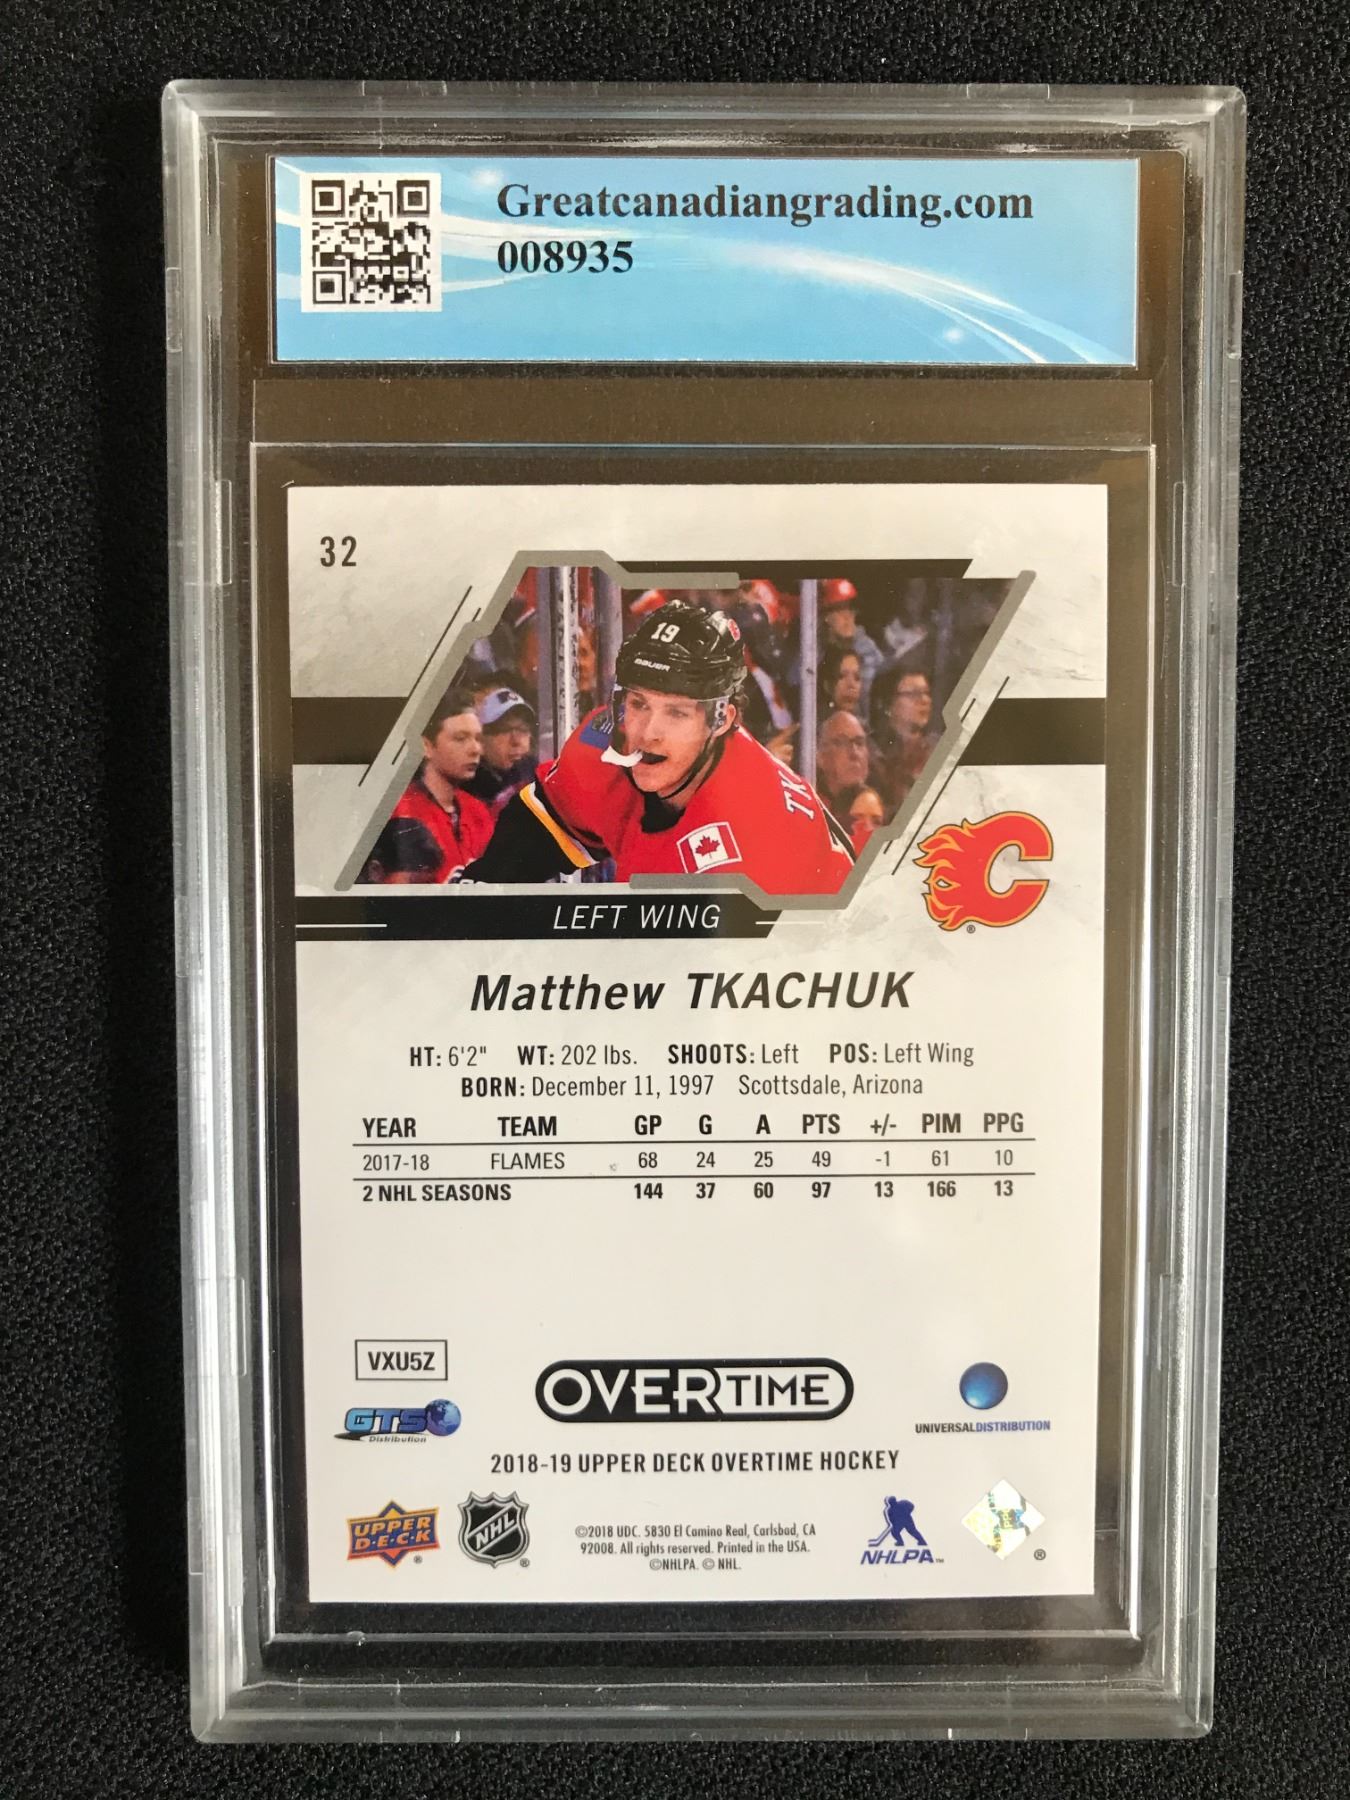 Greatcanadiangrading.com
008935
32
19
BAUER
TK
LEFT WING
C
®
Matthew TKACHUK
HT: 6'2" WT: 202 lbs. SHOOTS: Left POS: Left Wing
BORN: December 11, 1997 Scottsdale, Arizona
YEAR TEAM GP G A PTS +/- PIM PPG
2017-18 FLAMES 68 24 25 49 -1 61 10
2 NHL SEASONS 144 37 60 97 13 166 13
VXU5Z
GTS
Distribution
OVERTIME
UNIVERSALDISTRIBUTION
2018-19 UPPER DECK OVERTIME HOCKEY
UPPER
D·E·C·K
®
NHL
®
©2018 UDC. 5830 El Camino Real, Carlsbad, CA
92008. All rights reserved. Printed in the USA.
©NHLPA. © NHL.
NHLPA™
®